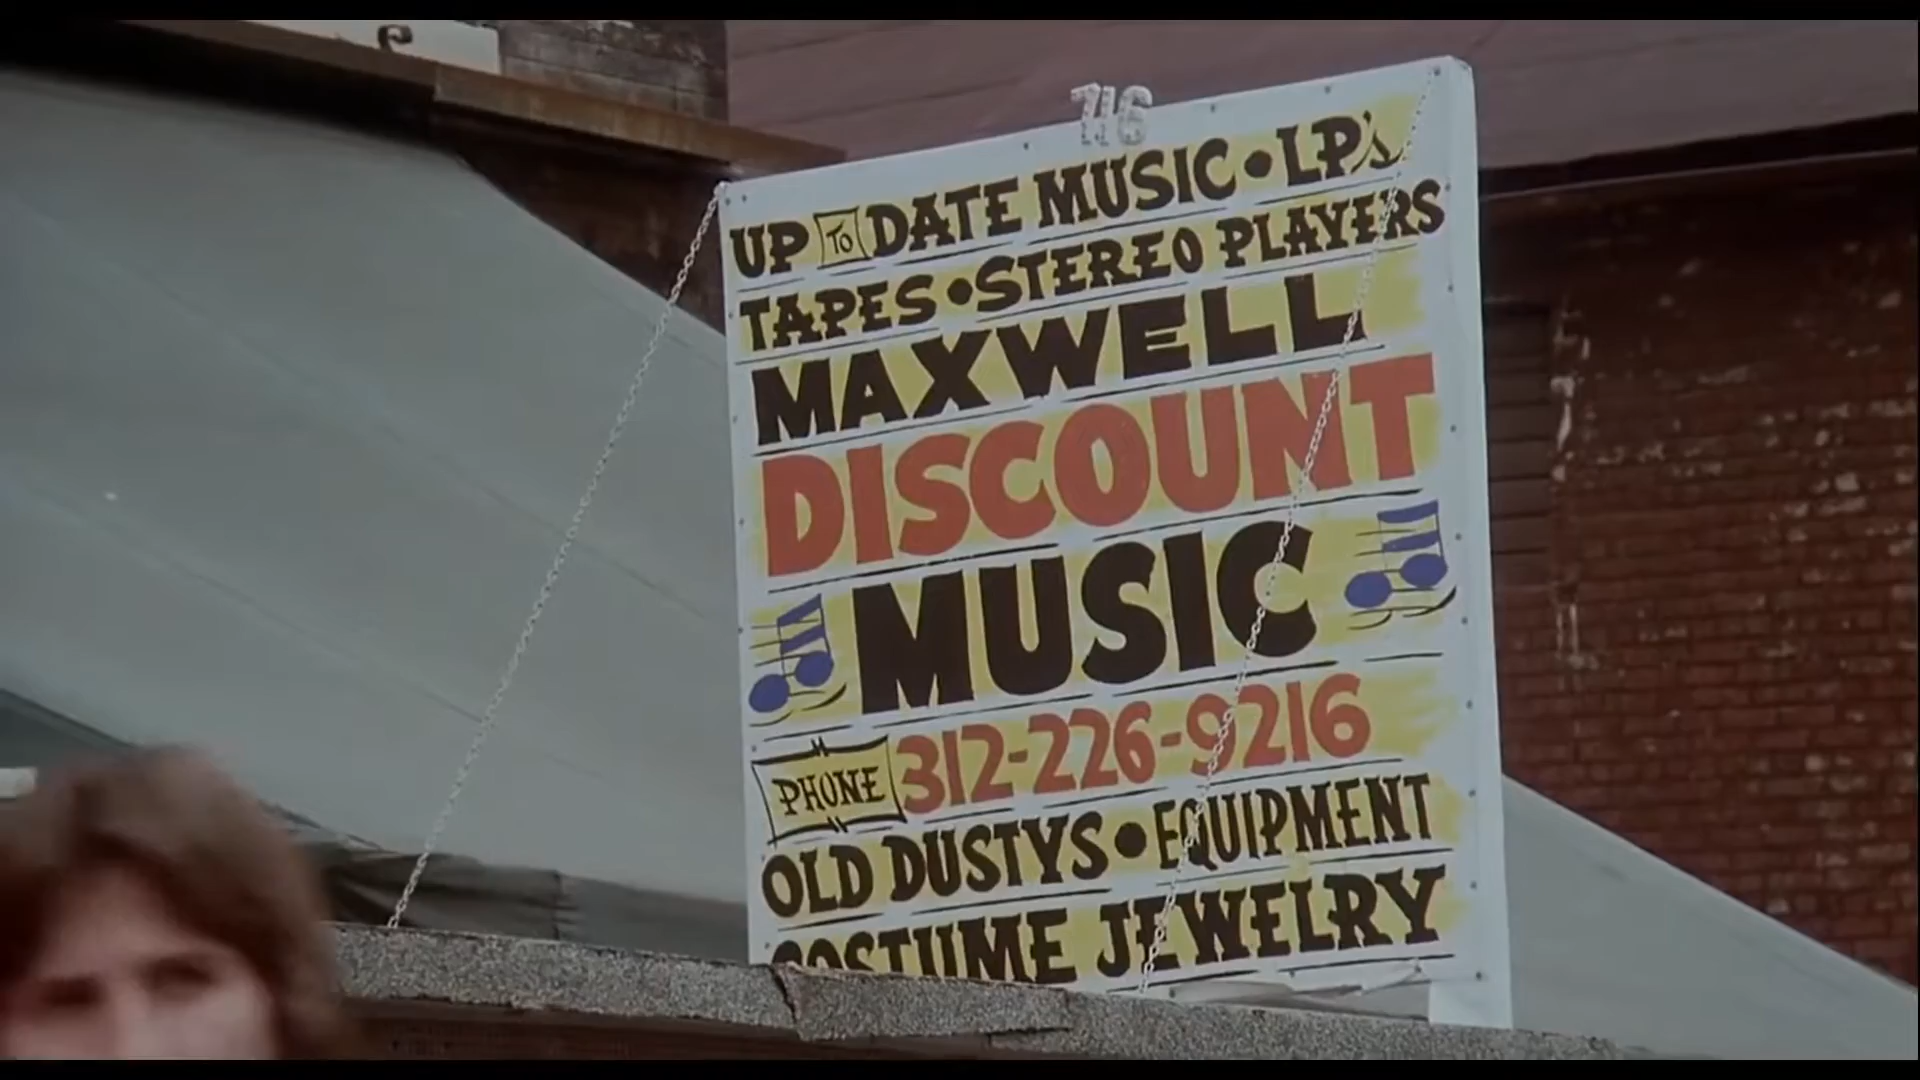 716
UP TO DATE MUSIC • LP's
TAPES • STEREO PLAYERS
MAXWELL
DISCOUNT
MUSIC
PHONE 312-226-9216
OLD DUSTYS • EQUIPMENT
COSTUME JEWELRY